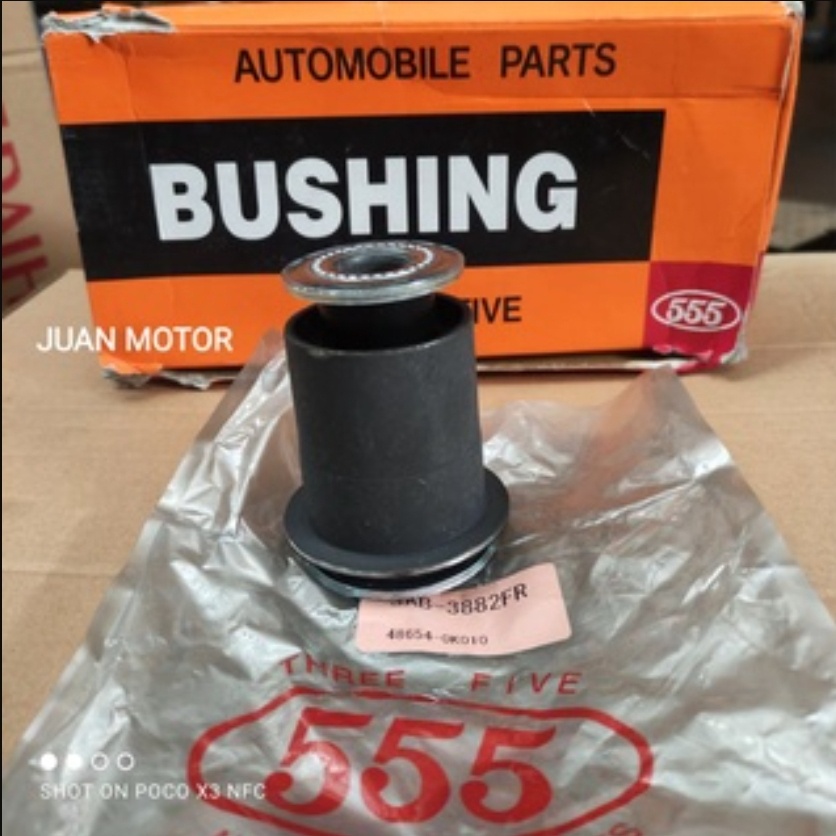 AUTOMOBILE PARTS
BUSHING
FIVE
555
JUAN MOTOR
3882FR
48654-0K010
THREE FIVE
555
SHOT ON POCO X3 NFC